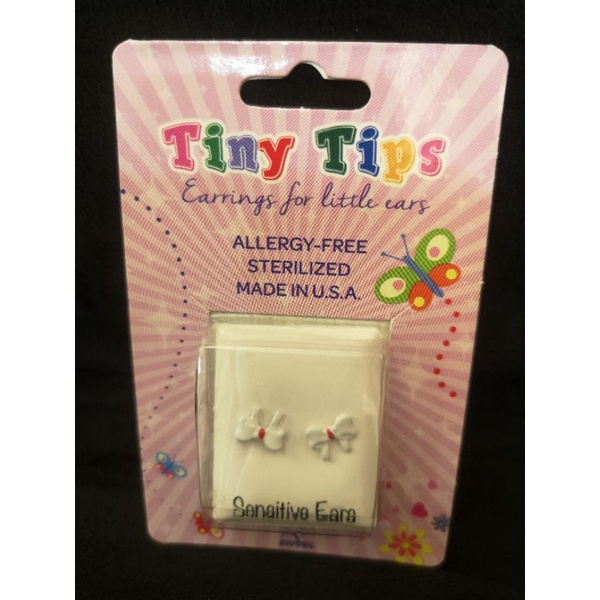 Tiny Tips
Earrings for little ears
ALLERGY-FREE
STERILIZED
MADE IN U.S.A.
Sensitive Ears